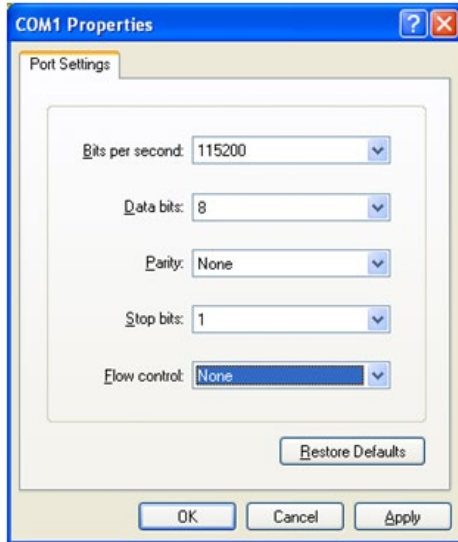 COM1 Properties
Port Settings
Bits per second: 115200
Data bits: 8
Parity: None
Stop bits: 1
Flow control: None
Restore Defaults
OK Cancel Apply